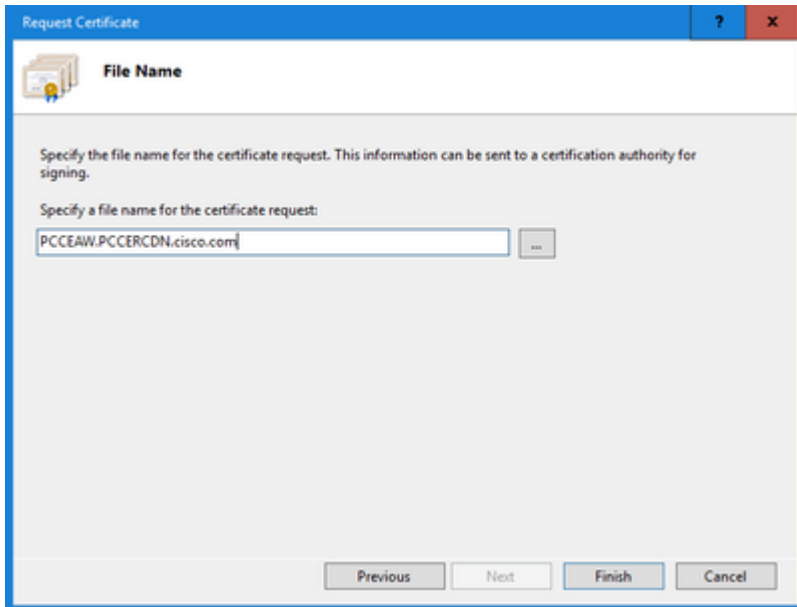 Request Certificate
?
x
File Name
Specify the file name for the certificate request. This information can be sent to a certification authority for
signing.
Specify a file name for the certificate request:
PCCEAW.PCCERCDN.cisco.com
...
Previous
Next
Finish
Cancel